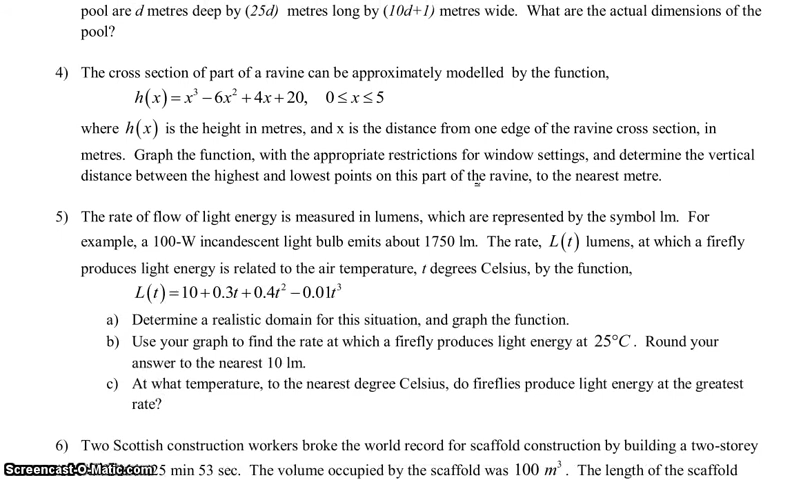 pool are d metres deep by (25d) metres long by (10d+1) metres wide. What are the actual dimensions of the
pool?
4) The cross section of part of a ravine can be approximately modelled by the function,
h(x) = x³ − 6x² + 4x + 20, 0 ≤ x ≤ 5
where h(x) is the height in metres, and x is the distance from one edge of the ravine cross section, in
metres. Graph the function, with the appropriate restrictions for window settings, and determine the vertical
distance between the highest and lowest points on this part of the ravine, to the nearest metre.
5) The rate of flow of light energy is measured in lumens, which are represented by the symbol lm. For
example, a 100-W incandescent light bulb emits about 1750 lm. The rate, L(t) lumens, at which a firefly
produces light energy is related to the air temperature, t degrees Celsius, by the function,
L(t) = 10 + 0.3t + 0.4t² − 0.01t³
a) Determine a realistic domain for this situation, and graph the function.
b) Use your graph to find the rate at which a firefly produces light energy at 25°C. Round your
answer to the nearest 10 lm.
c) At what temperature, to the nearest degree Celsius, do fireflies produce light energy at the greatest
rate?
6) Two Scottish construction workers broke the world record for scaffold construction by building a two-storey
Screencast-O-Matic.com 25 min 53 sec. The volume occupied by the scaffold was 100 m³. The length of the scaffold